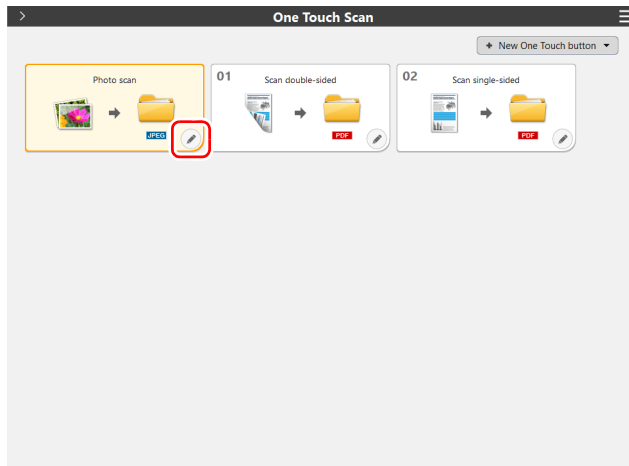 One Touch Scan
+ New One Touch button
Photo scan
JPEG
01 Scan double-sided
PDF
02 Scan single-sided
PDF